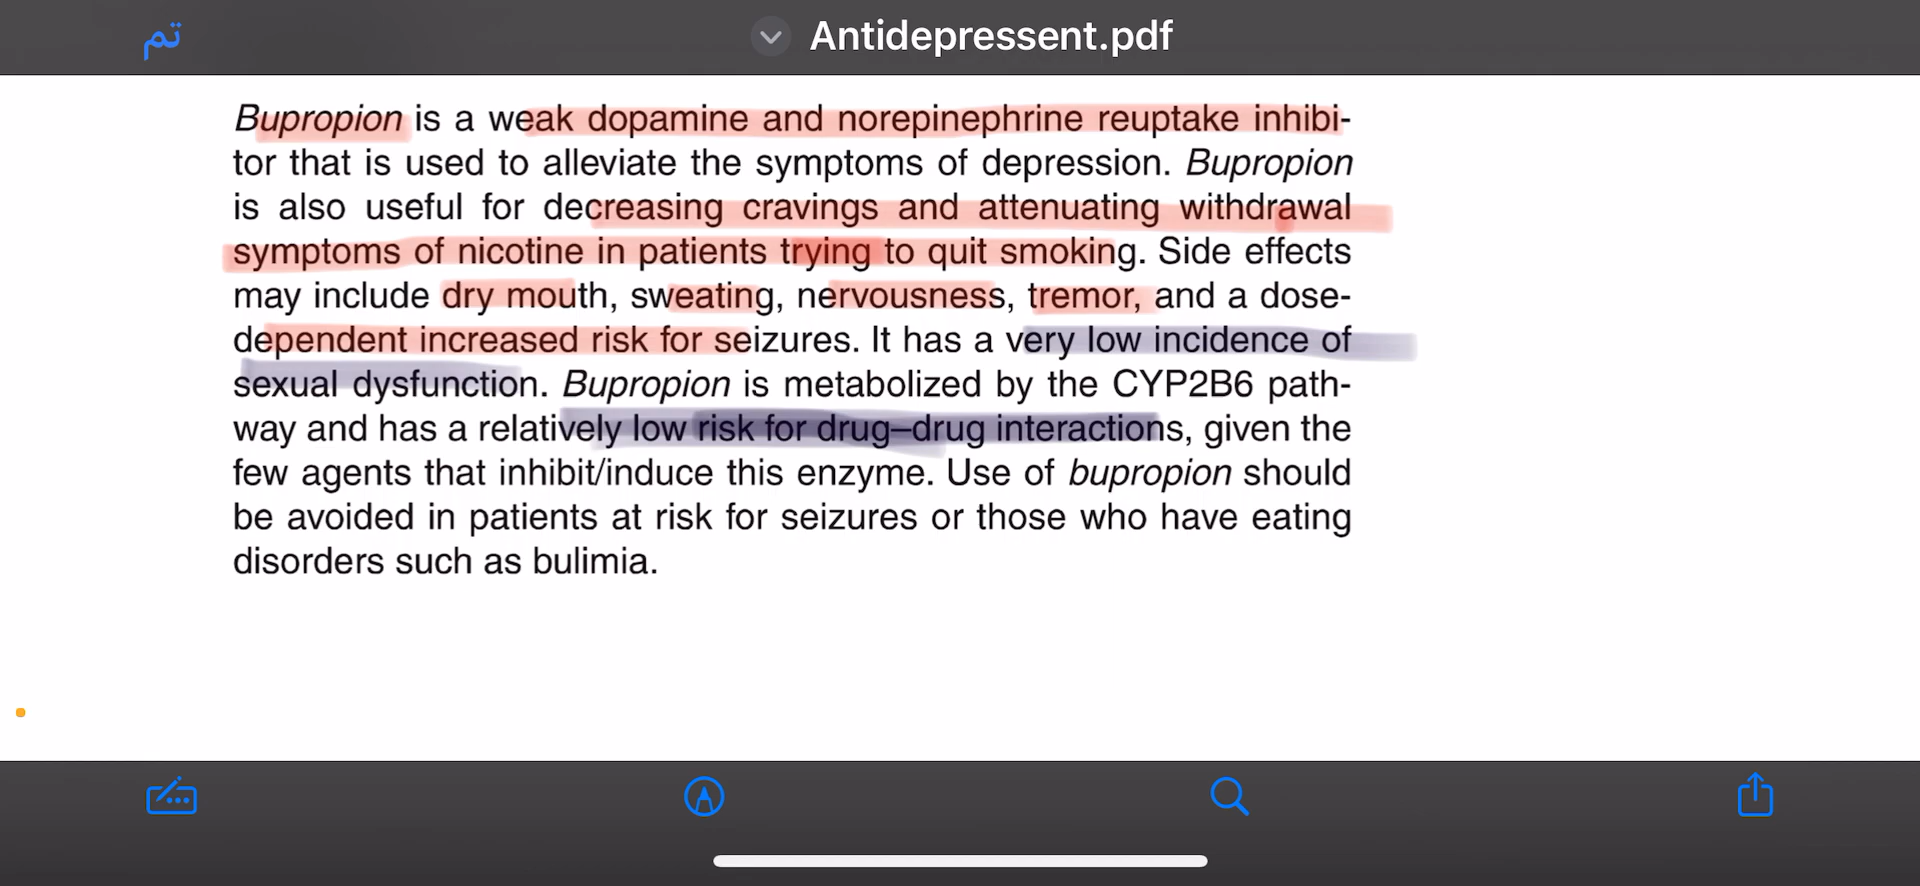 تم
Antidepressent.pdf
Bupropion is a weak dopamine and norepinephrine reuptake inhibi-
tor that is used to alleviate the symptoms of depression. Bupropion
is also useful for decreasing cravings and attenuating withdrawal
symptoms of nicotine in patients trying to quit smoking. Side effects
may include dry mouth, sweating, nervousness, tremor, and a dose-
dependent increased risk for seizures. It has a very low incidence of
sexual dysfunction. Bupropion is metabolized by the CYP2B6 path-
way and has a relatively low risk for drug–drug interactions, given the
few agents that inhibit/induce this enzyme. Use of bupropion should
be avoided in patients at risk for seizures or those who have eating
disorders such as bulimia.